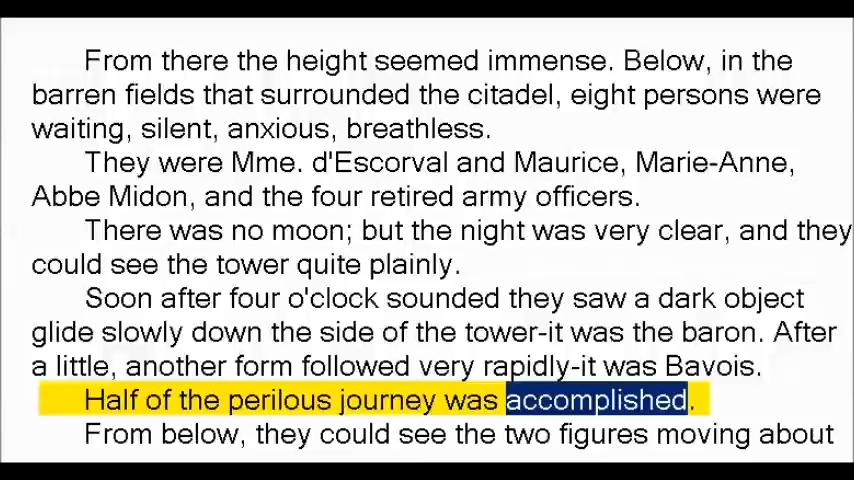 From there the height seemed immense. Below, in the
barren fields that surrounded the citadel, eight persons were
waiting, silent, anxious, breathless.
They were Mme. d'Escorval and Maurice, Marie-Anne,
Abbe Midon, and the four retired army officers.
There was no moon; but the night was very clear, and they
could see the tower quite plainly.
Soon after four o'clock sounded they saw a dark object
glide slowly down the side of the tower-it was the baron. After
a little, another form followed very rapidly-it was Bavois.
Half of the perilous journey was accomplished.
From below, they could see the two figures moving about